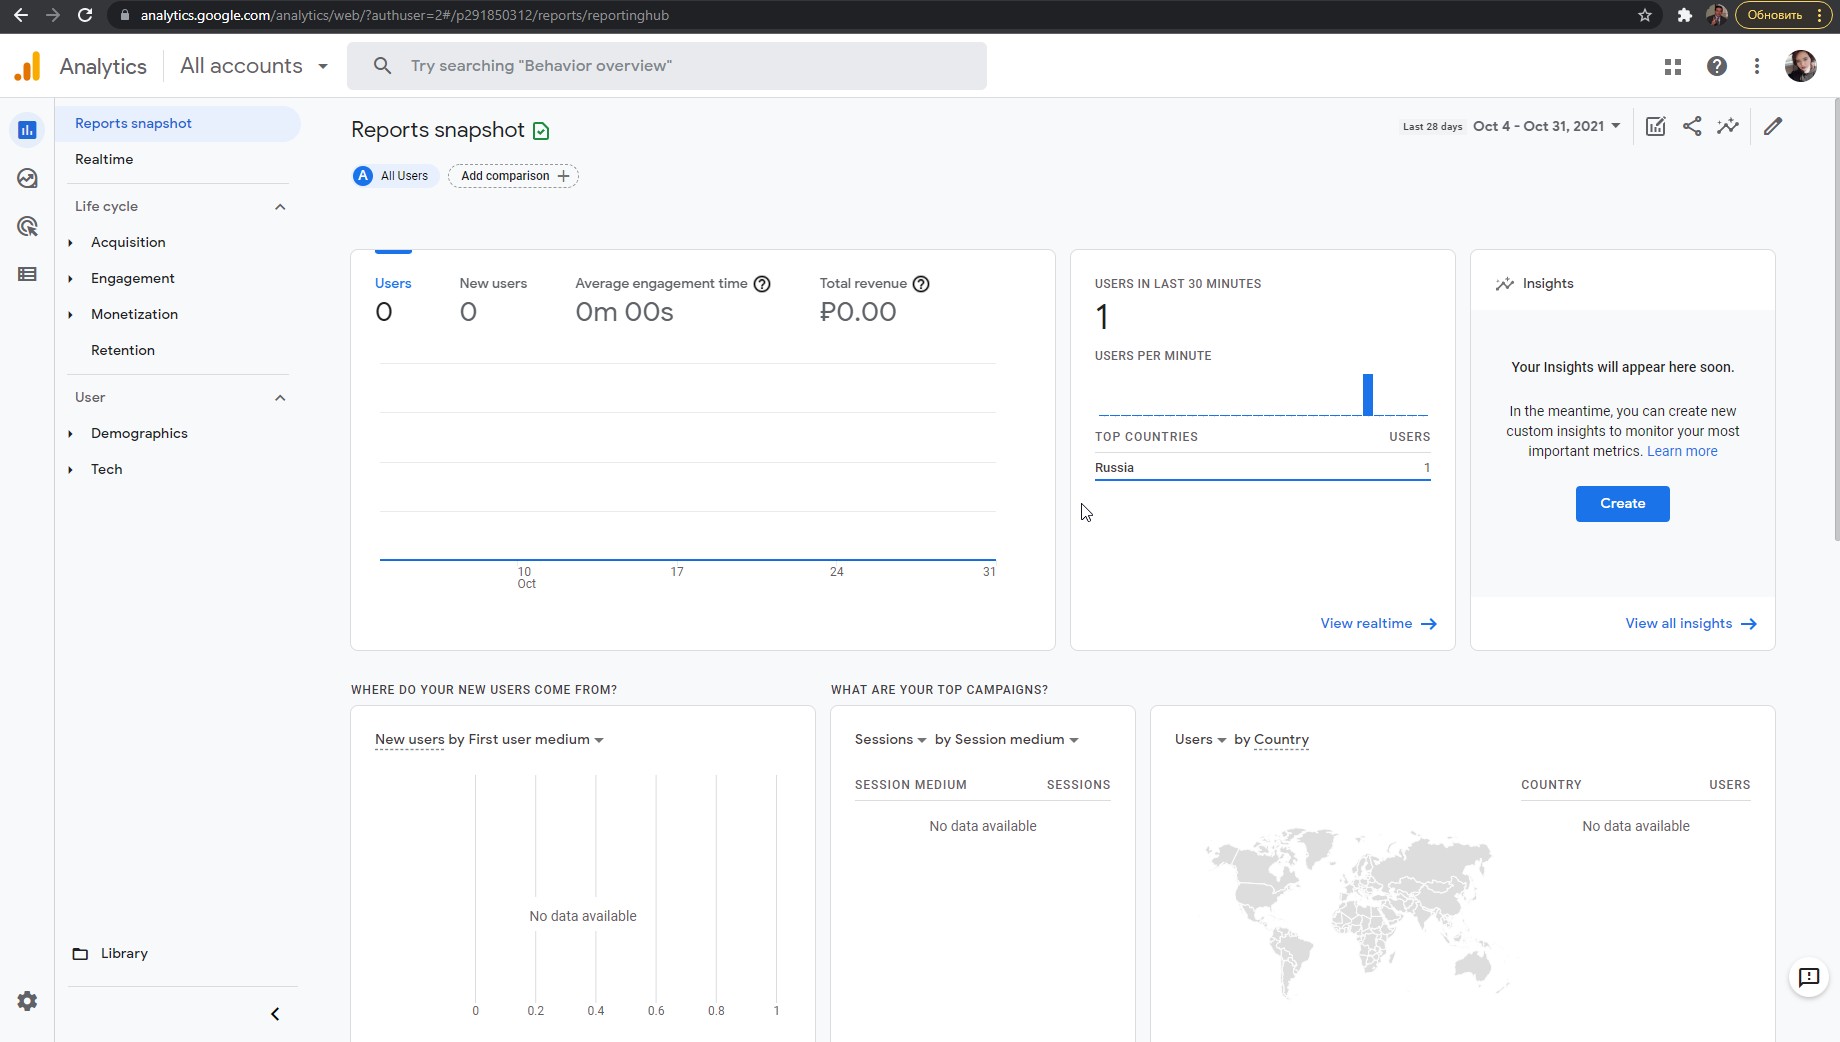 analytics.google.com/analytics/web/?authuser=2#/p291850312/reports/reportinghub
Обновить
Analytics
All accounts
Try searching "Behavior overview"
Reports snapshot
Realtime
Life cycle
Acquisition
Engagement
Monetization
Retention
User
Demographics
Tech
Library
Reports snapshot
Last 28 days Oct 4 - Oct 31, 2021
A All Users
Add comparison
Users
0
New users
0
Average engagement time
0m 00s
Total revenue
₽0.00
10
Oct
17
24
31
USERS IN LAST 30 MINUTES
1
USERS PER MINUTE
TOP COUNTRIES USERS
Russia 1
View realtime
Insights
Your Insights will appear here soon.
In the meantime, you can create new
custom insights to monitor your most
important metrics. Learn more
Create
View all insights
WHERE DO YOUR NEW USERS COME FROM?
New users by First user medium
No data available
0 0.2 0.4 0.6 0.8 1
WHAT ARE YOUR TOP CAMPAIGNS?
Sessions by Session medium
SESSION MEDIUM SESSIONS
No data available
Users by Country
COUNTRY USERS
No data available